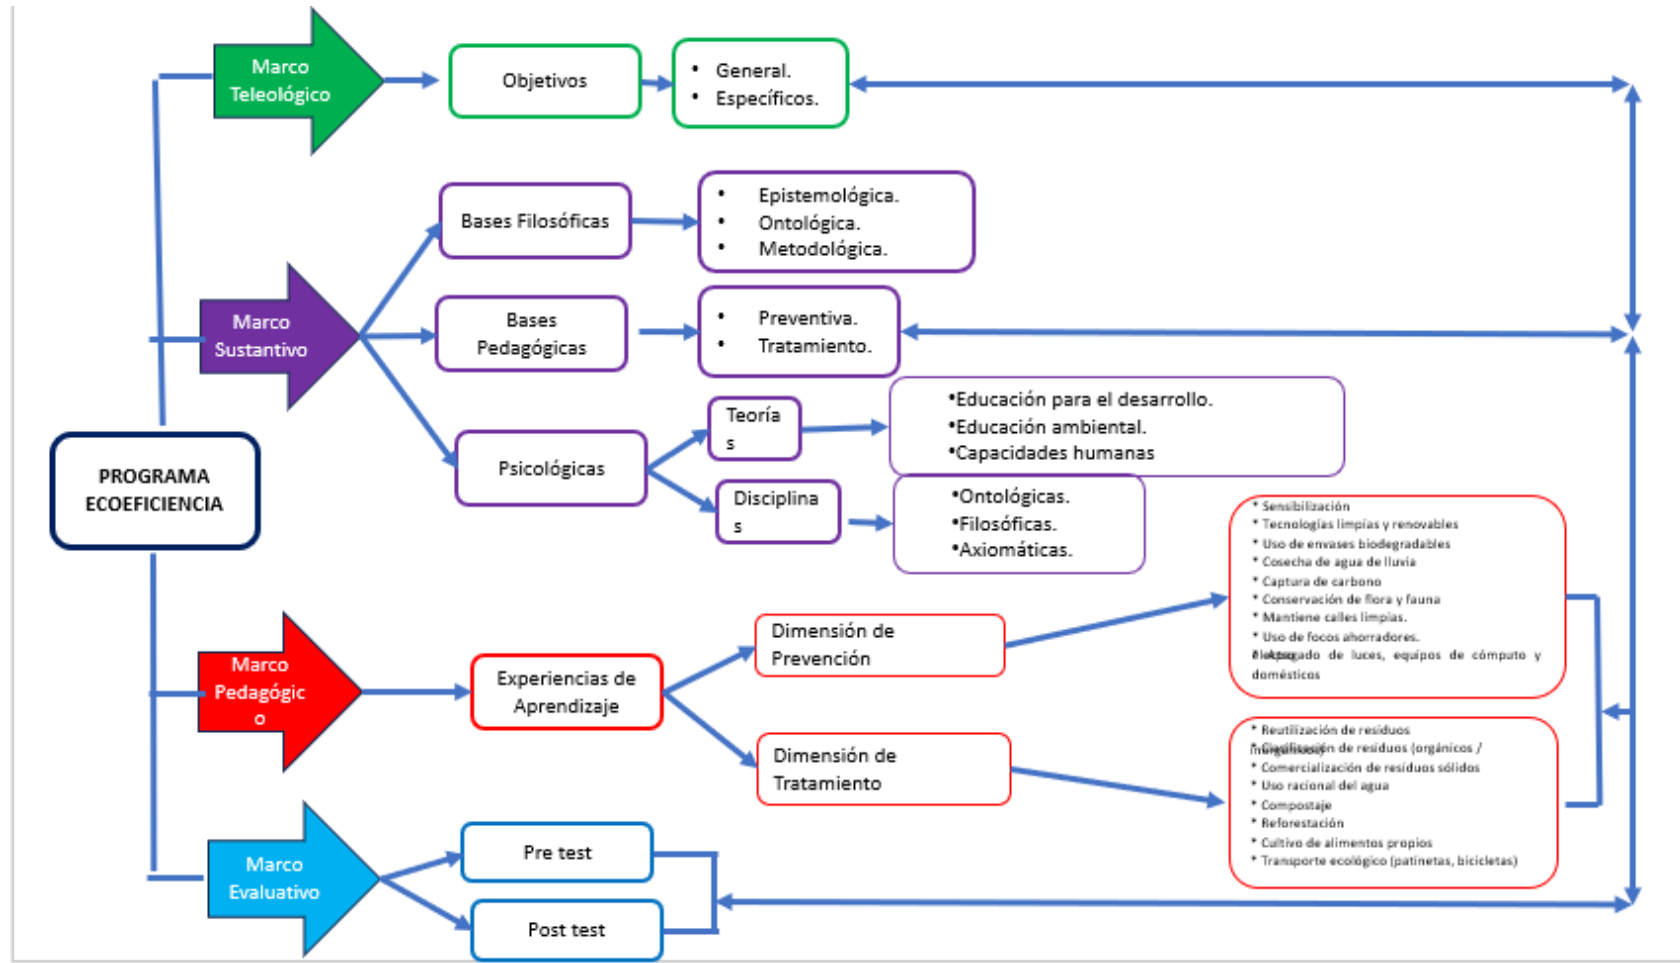 Marco
Teleológico
Objetivos
• General.
• Específicos.
Bases Filosóficas
• Epistemológica.
• Ontológica.
• Metodológica.
Marco
Sustantivo
Bases
Pedagógicas
• Preventiva.
• Tratamiento.
Psicológicas
Teoría
s
•Educación para el desarrollo.
•Educación ambiental.
•Capacidades humanas
Disciplina
s
•Ontológicas.
•Filosóficas.
•Axiomáticas.
PROGRAMA
ECOEFICIENCIA
Marco
Pedagógic
o
Experiencias de
Aprendizaje
Dimensión de
Prevención
* Sensibilización
* Tecnologías limpias y renovables
* Uso de envases biodegradables
* Cosecha de agua de lluvia
* Captura de carbono
* Conservación de flora y fauna
* Mantiene calles limpias.
* Uso de focos ahorradores.
de luces, equipos de cómputo y
domésticos
Dimensión de
Tratamiento
* Reutilización de residuos
de residuos (orgánicos /
* Comercialización de residuos sólidos
* Uso racional del agua
* Compostaje
* Reforestación
* Cultivo de alimentos propios
* Transporte ecológico (patinetas, bicicletas)
Marco
Evaluativo
Pre test
Post test